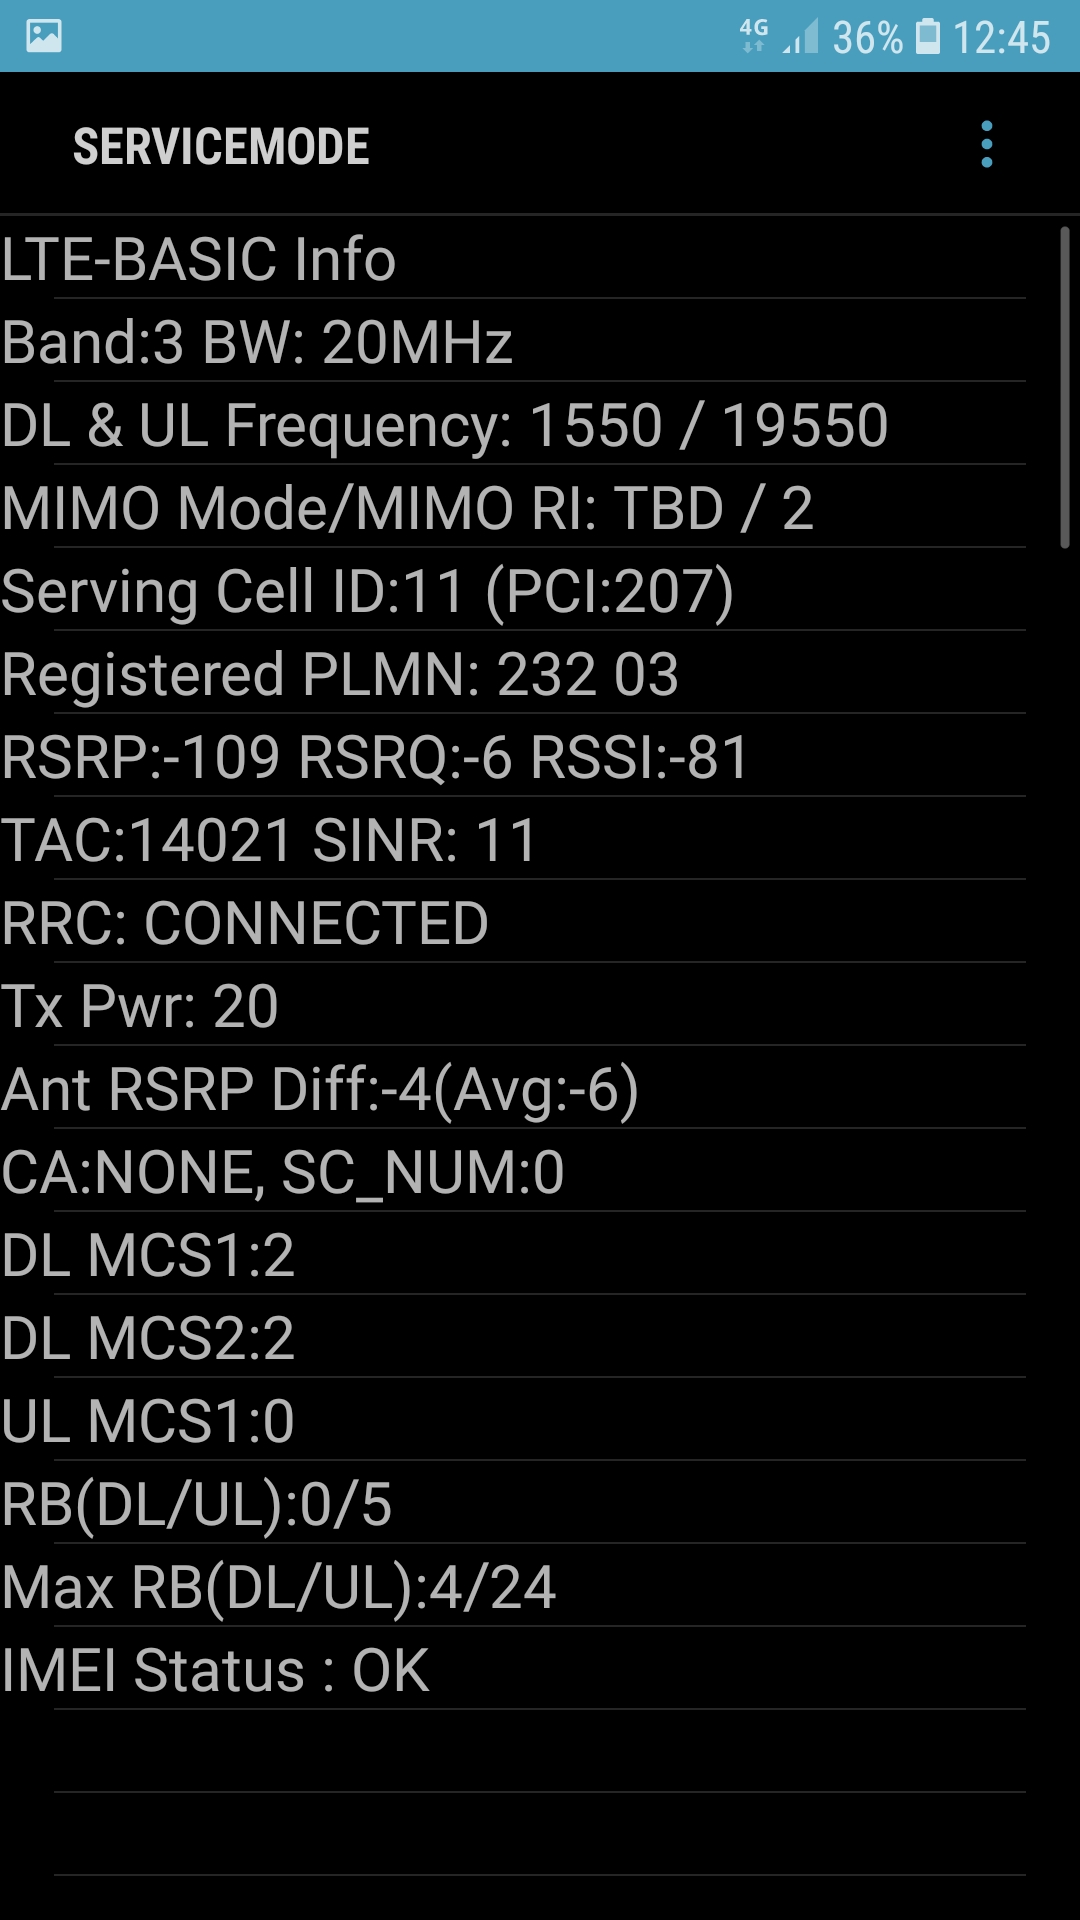 4G 36% 12:45
SERVICEMODE
LTE-BASIC Info
Band:3 BW: 20MHz
DL & UL Frequency: 1550 / 19550
MIMO Mode/MIMO RI: TBD / 2
Serving Cell ID:11 (PCI:207)
Registered PLMN: 232 03
RSRP:-109 RSRQ:-6 RSSI:-81
TAC:14021 SINR: 11
RRC: CONNECTED
Tx Pwr: 20
Ant RSRP Diff:-4(Avg:-6)
CA:NONE, SC_NUM:0
DL MCS1:2
DL MCS2:2
UL MCS1:0
RB(DL/UL):0/5
Max RB(DL/UL):4/24
IMEI Status : OK